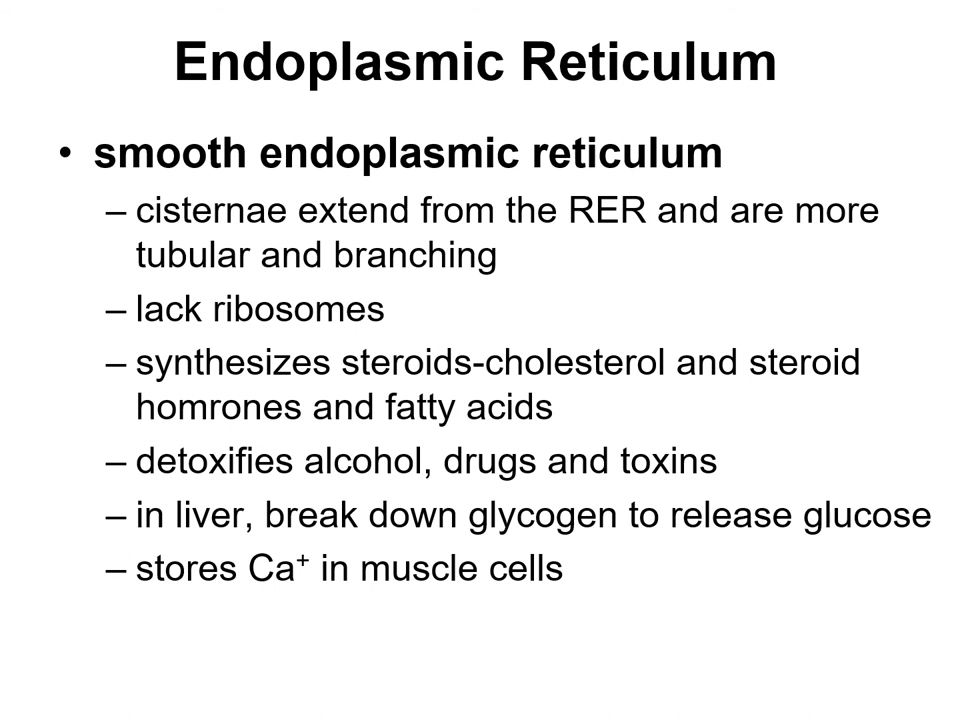 Endoplasmic Reticulum
• smooth endoplasmic reticulum
– cisternae extend from the RER and are more
tubular and branching
– lack ribosomes
– synthesizes steroids-cholesterol and steroid
homrones and fatty acids
– detoxifies alcohol, drugs and toxins
– in liver, break down glycogen to release glucose
– stores Ca⁺ in muscle cells